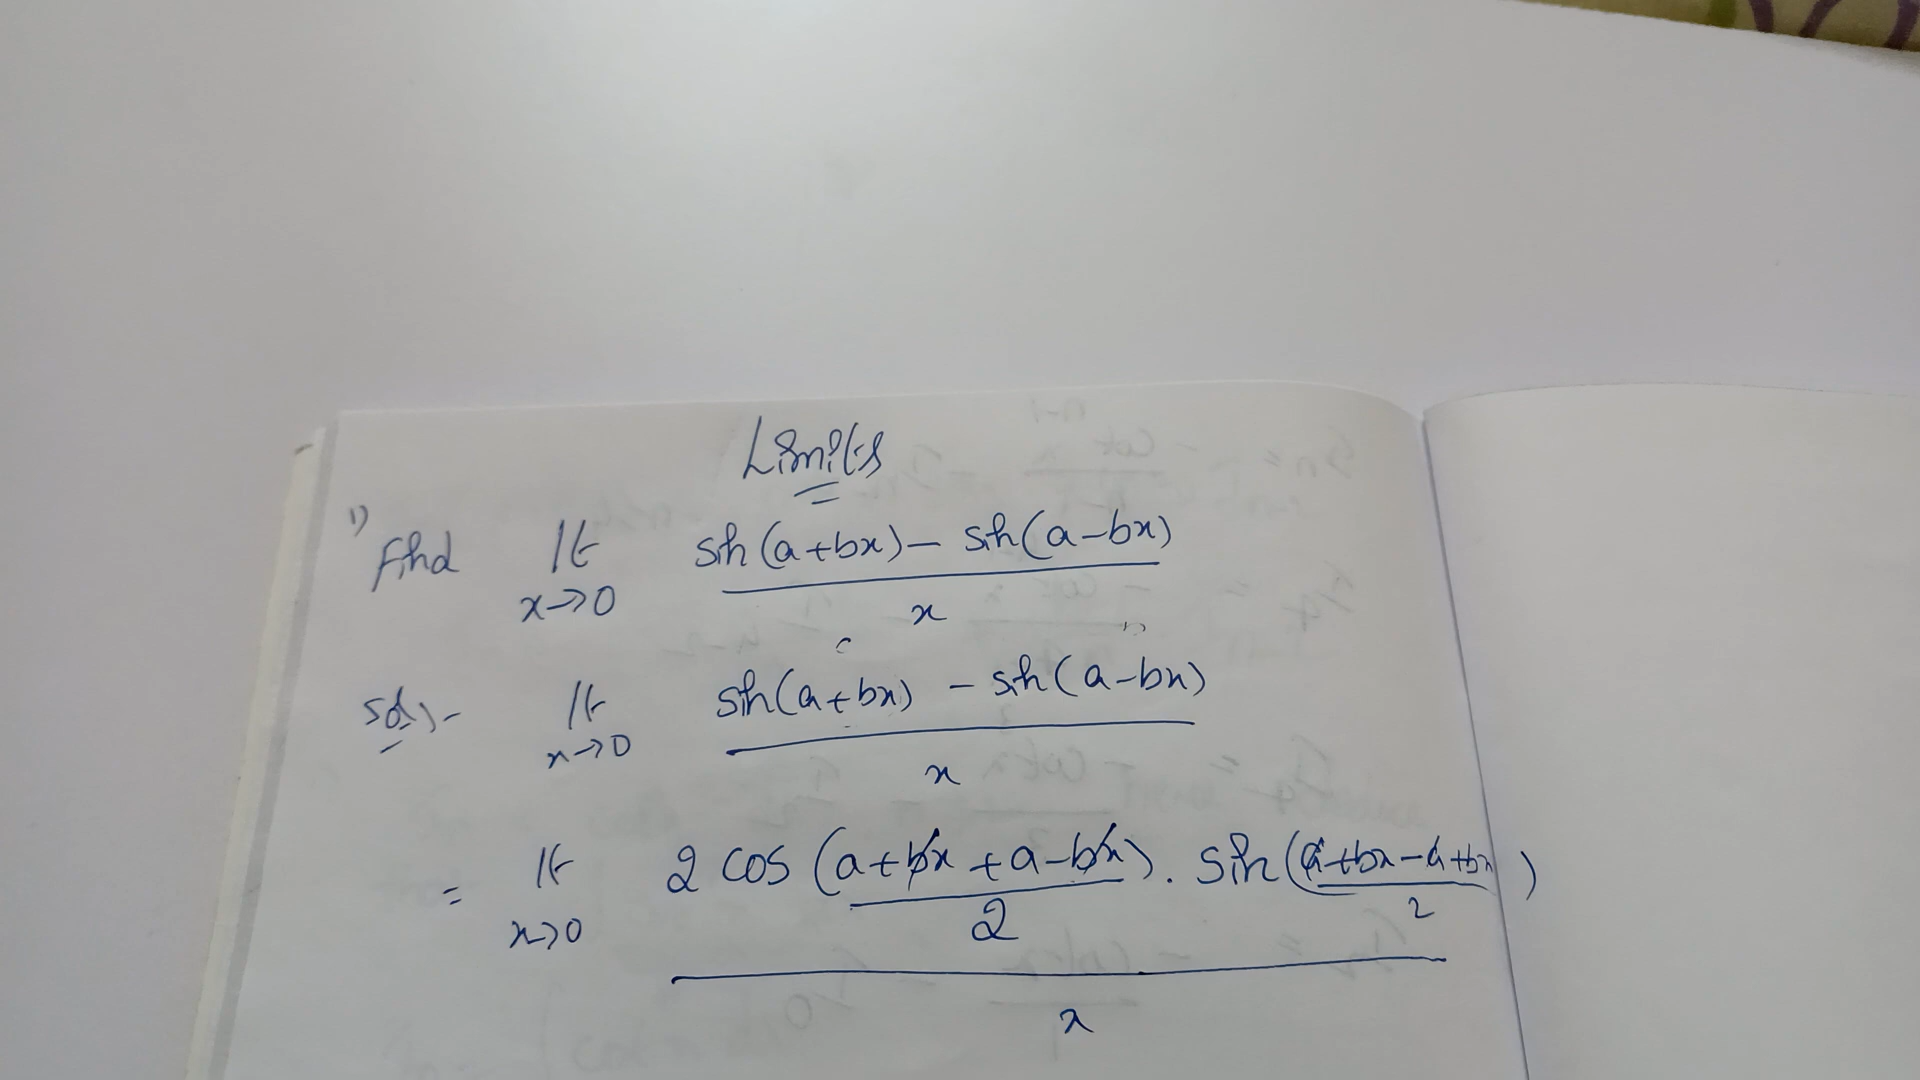 Limits
1) Find lt x→0 sin(a+bx) - sin(a-bx) / x
Sol:- lt x→0 sin(a+bx) - sin(a-bx) / x
= lt x→0 2 cos (a+bx+a-bx / 2) . sin (a+bx-a+bx / 2) / x